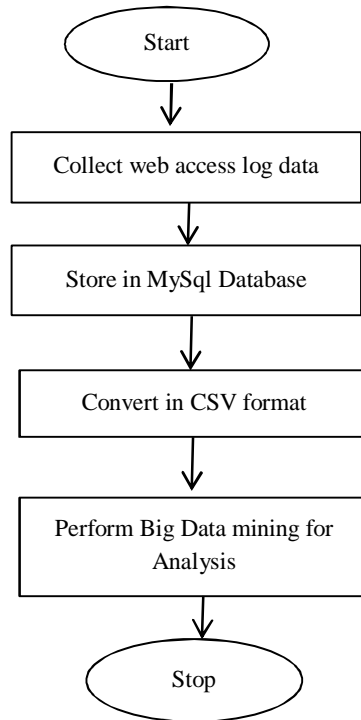 Start
Collect web access log data
Store in MySql Database
Convert in CSV format
Perform Big Data mining for
Analysis
Stop